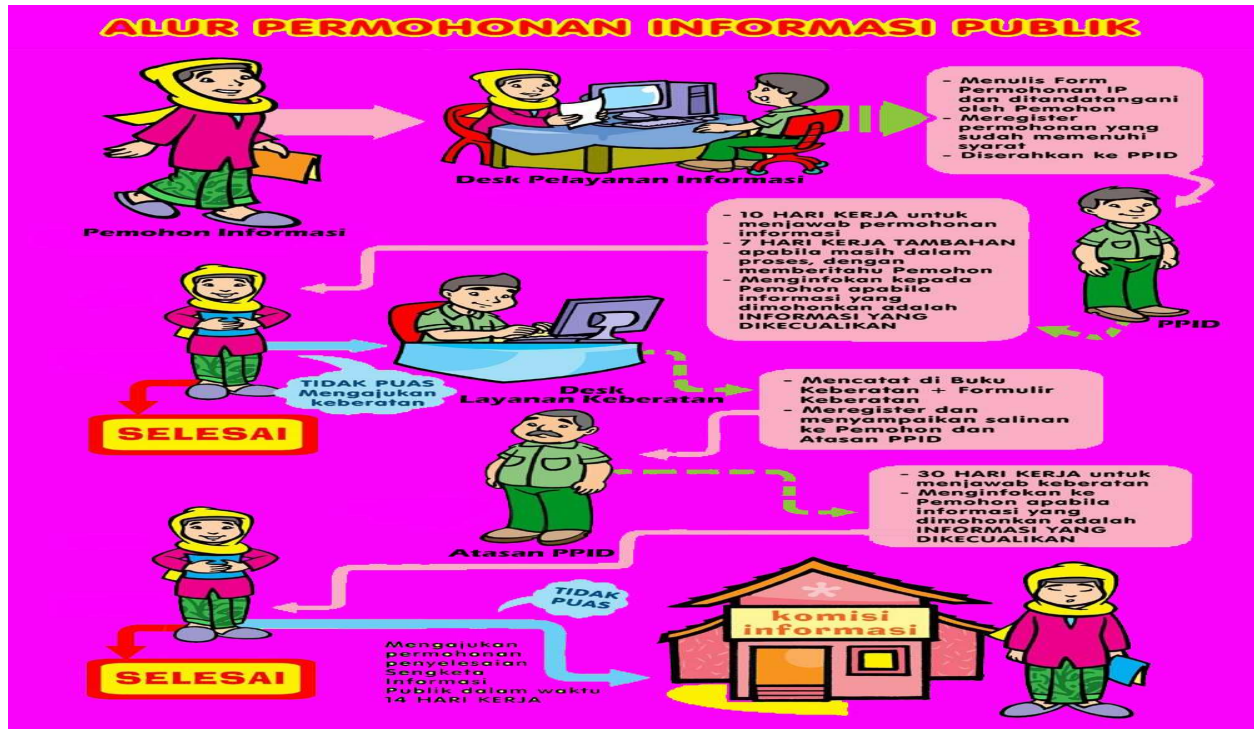 ALUR PERMOHONAN INFORMASI PUBLIK
Pemohon Informasi
Desk Pelayanan Informasi
- Menulis Form
Permohonan IP
dan ditandatangani
oleh Pemohon
- Meregister
permohonan yang
sudah memenuhi
syarat
- Diserahkan ke PPID
PPID
- 10 HARI KERJA untuk
menjawab permohonan
informasi
- 7 HARI KERJA TAMBAHAN
apabila masih dalam
proses, dengan
memberitahu Pemohon
- Menginfokan kepada
Pemohon apabila
informasi yang
dimohonkan adalah
INFORMASI YANG
DIKECUALIKAN
TIDAK PUAS
Mengajukan
keberatan
SELESAI
Desk
Layanan Keberatan
- Mencatat di Buku
Keberatan + Formulir
Keberatan
- Meregister dan
menyampaikan salinan
ke Pemohon dan
Atasan PPID
Atasan PPID
- 30 HARI KERJA untuk
menjawab keberatan
- Menginfokan ke
Pemohon apabila
informasi yang
dimohonkan adalah
INFORMASI YANG
DIKECUALIKAN
TIDAK
PUAS
SELESAI
Mengajukan
permohonan
penyelesaian
Sengketa
Informasi
Publik dalam waktu
14 HARI KERJA
komisi
informasi